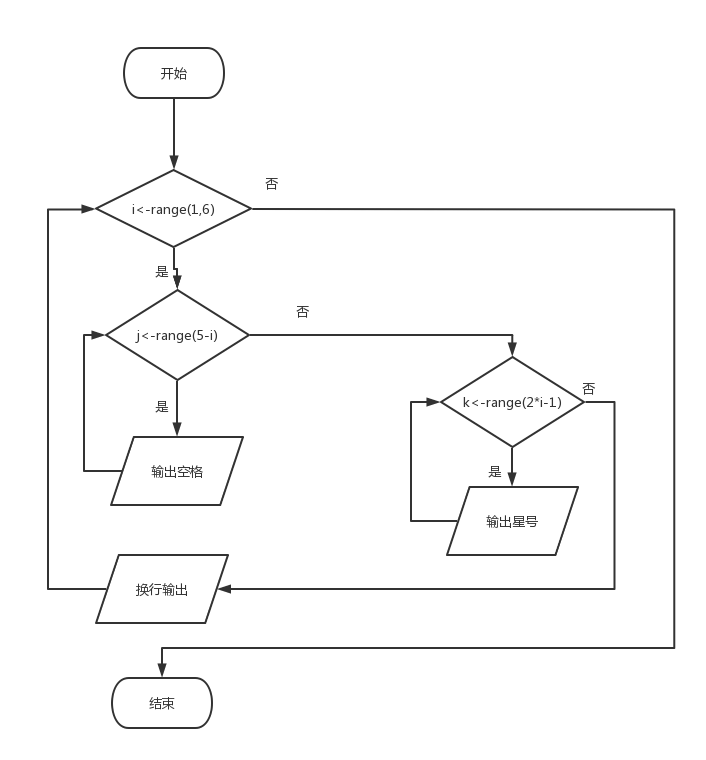 开始
否
i<-range(1,6)
是
否
j<-range(5-i)
否
k<-range(2*i-1)
是
输出空格
是
输出星号
换行输出
结束